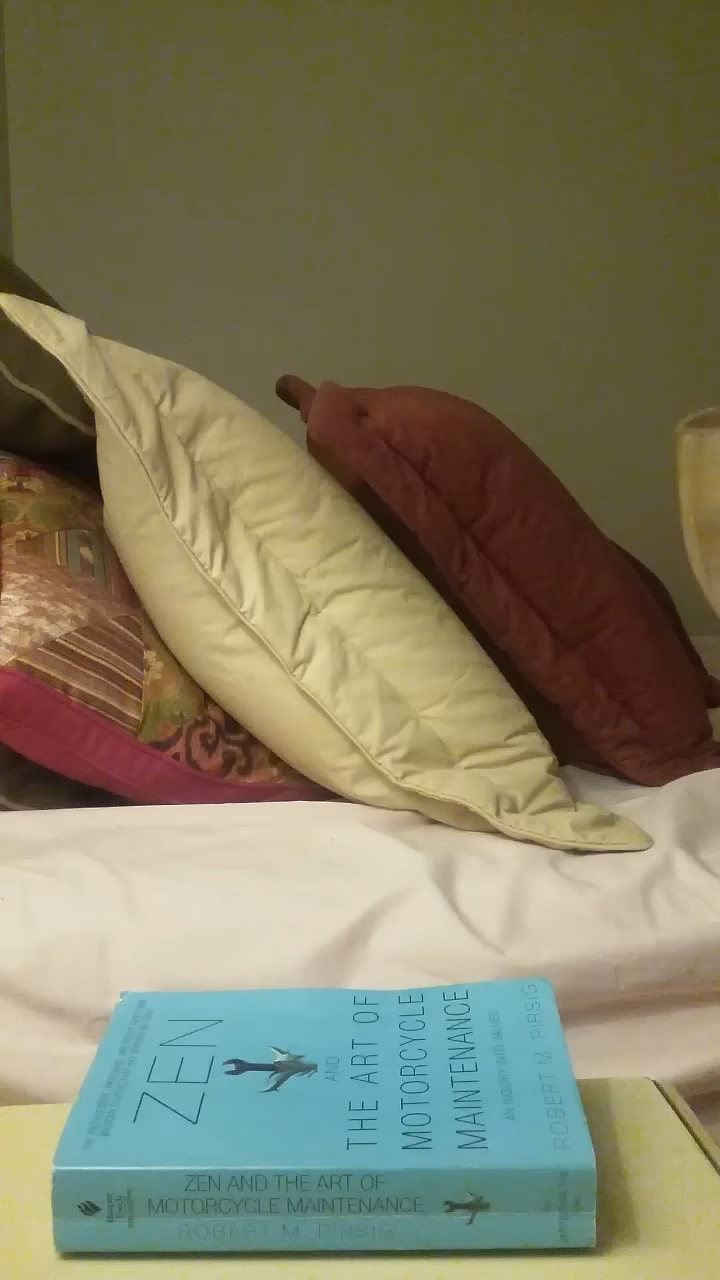 ZEN
AND
THE ART OF
MOTORCYCLE
MAINTENANCE
AN INQUIRY INTO VALUES
ROBERT M. PIRSIG
ZEN AND THE ART OF
MOTORCYCLE MAINTENANCE
ROBERT M. PIRSIG